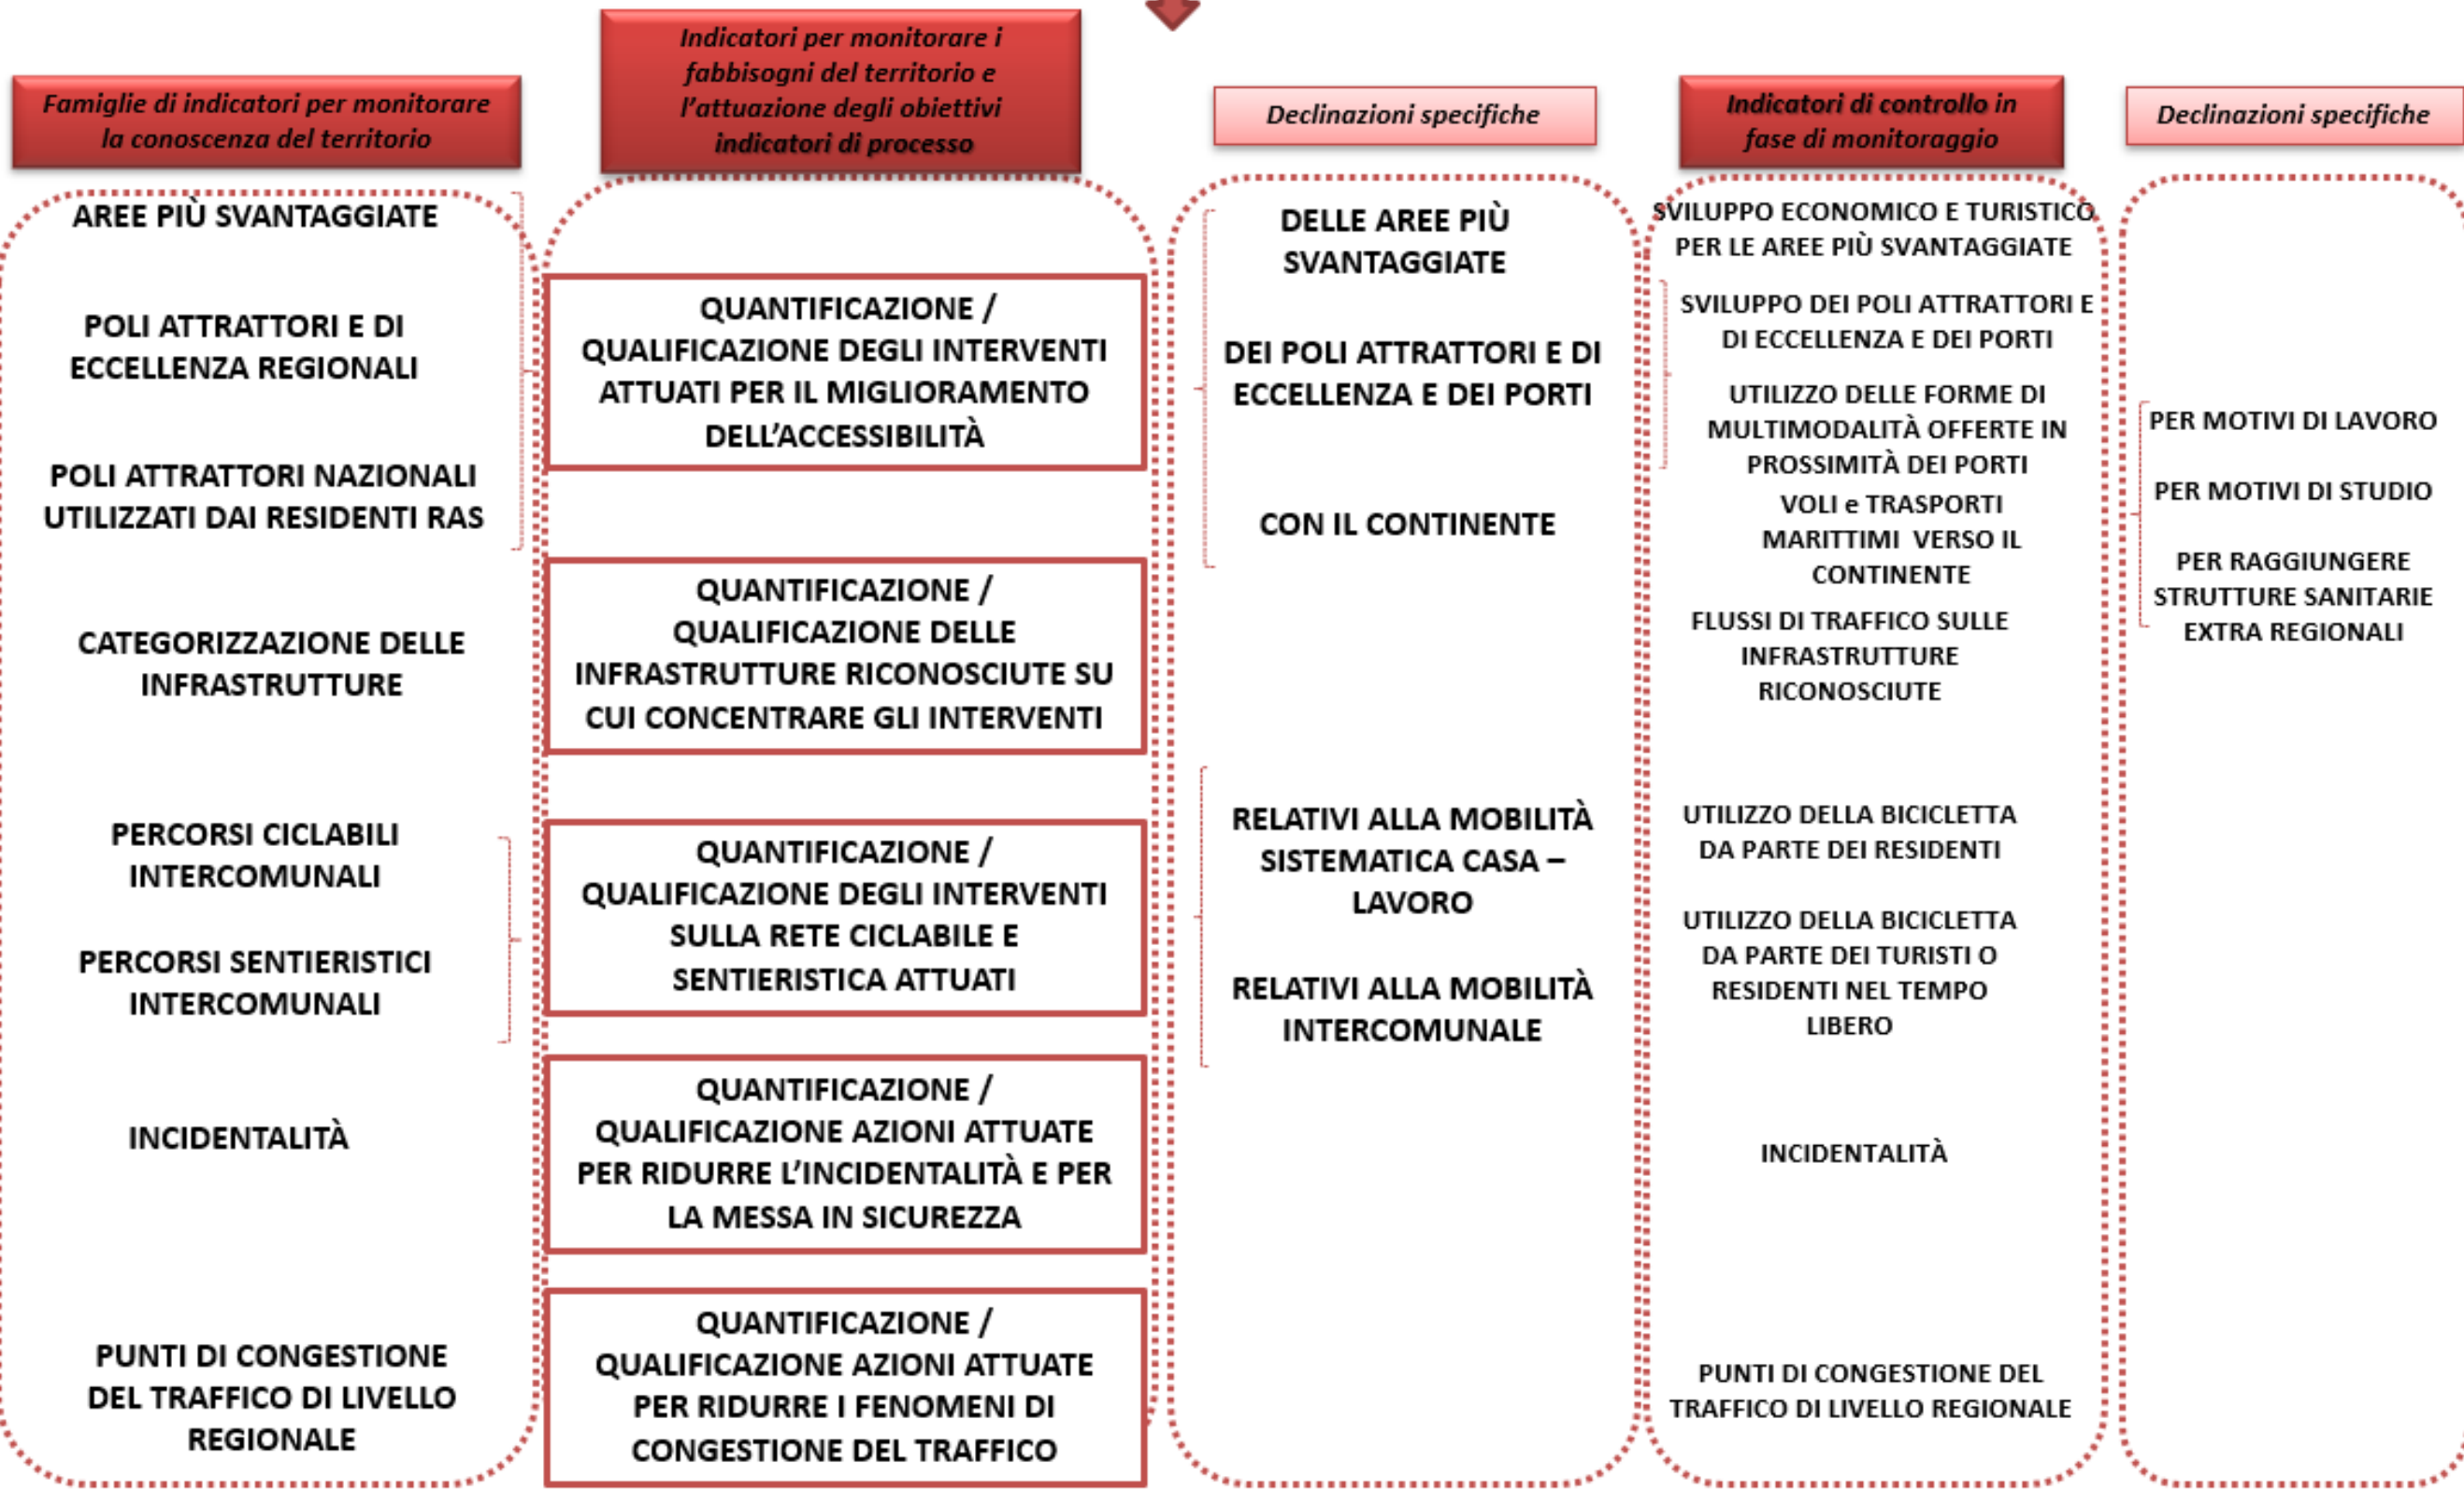 Famiglie di indicatori per monitorare
la conoscenza del territorio
AREE PIÙ SVANTAGGIATE
POLI ATTRATTORI E DI
ECCELLENZA REGIONALI
POLI ATTRATTORI NAZIONALI
UTILIZZATI DAI RESIDENTI RAS
CATEGORIZZAZIONE DELLE
INFRASTRUTTURE
PERCORSI CICLABILI
INTERCOMUNALI
PERCORSI SENTIERISTICI
INTERCOMUNALI
INCIDENTALITÀ
PUNTI DI CONGESTIONE
DEL TRAFFICO DI LIVELLO
REGIONALE
Indicatori per monitorare i
fabbisogni del territorio e
l'attuazione degli obiettivi
indicatori di processo
QUANTIFICAZIONE /
QUALIFICAZIONE DEGLI INTERVENTI
ATTUATI PER IL MIGLIORAMENTO
DELL'ACCESSIBILITÀ
QUANTIFICAZIONE /
QUALIFICAZIONE DELLE
INFRASTRUTTURE RICONOSCIUTE SU
CUI CONCENTRARE GLI INTERVENTI
QUANTIFICAZIONE /
QUALIFICAZIONE DEGLI INTERVENTI
SULLA RETE CICLABILE E
SENTIERISTICA ATTUATI
QUANTIFICAZIONE /
QUALIFICAZIONE AZIONI ATTUATE
PER RIDURRE L'INCIDENTALITÀ E PER
LA MESSA IN SICUREZZA
QUANTIFICAZIONE /
QUALIFICAZIONE AZIONI ATTUATE
PER RIDURRE I FENOMENI DI
CONGESTIONE DEL TRAFFICO
Declinazioni specifiche
DELLE AREE PIÙ
SVANTAGGIATE
DEI POLI ATTRATTORI E DI
ECCELLENZA E DEI PORTI
CON IL CONTINENTE
RELATIVI ALLA MOBILITÀ
SISTEMATICA CASA –
LAVORO
RELATIVI ALLA MOBILITÀ
INTERCOMUNALE
Indicatori di controllo in
fase di monitoraggio
SVILUPPO ECONOMICO E TURISTICO
PER LE AREE PIÙ SVANTAGGIATE
SVILUPPO DEI POLI ATTRATTORI E
DI ECCELLENZA E DEI PORTI
UTILIZZO DELLE FORME DI
MULTIMODALITÀ OFFERTE IN
PROSSIMITÀ DEI PORTI
VOLI e TRASPORTI
MARITTIMI VERSO IL
CONTINENTE
FLUSSI DI TRAFFICO SULLE
INFRASTRUTTURE
RICONOSCIUTE
UTILIZZO DELLA BICICLETTA
DA PARTE DEI RESIDENTI
UTILIZZO DELLA BICICLETTA
DA PARTE DEI TURISTI O
RESIDENTI NEL TEMPO
LIBERO
INCIDENTALITÀ
PUNTI DI CONGESTIONE DEL
TRAFFICO DI LIVELLO REGIONALE
Declinazioni specifiche
PER MOTIVI DI LAVORO
PER MOTIVI DI STUDIO
PER RAGGIUNGERE
STRUTTURE SANITARIE
EXTRA REGIONALI